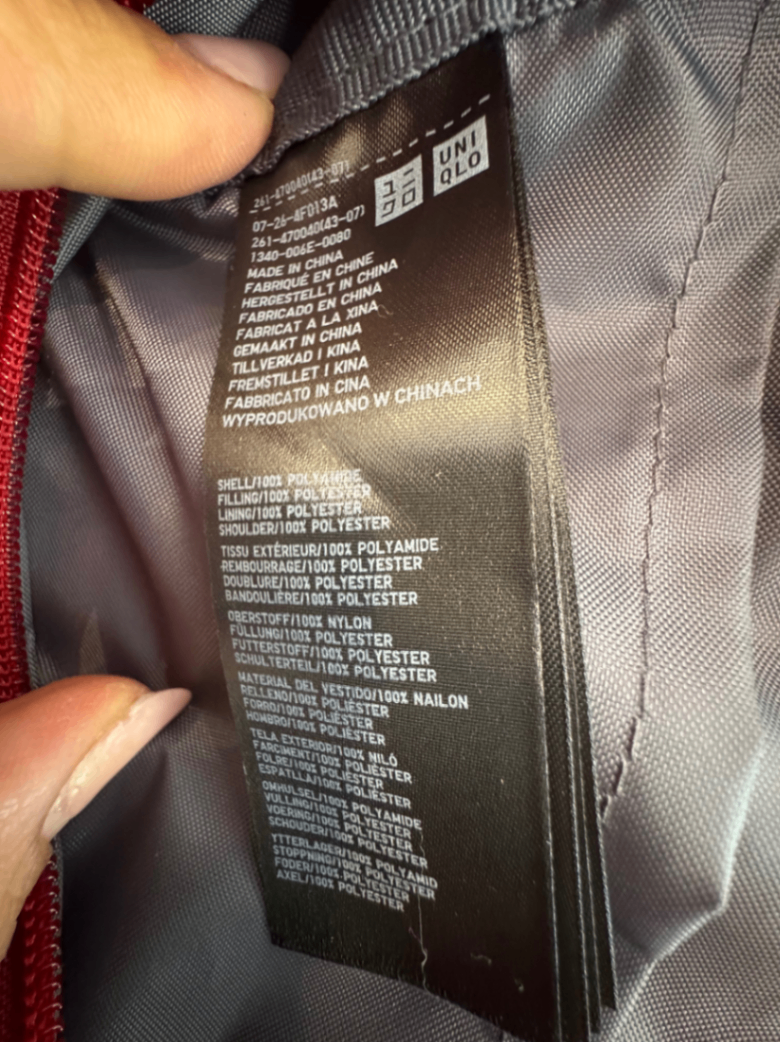 261-470040(43-07)
ユニ
クロ
UNI
QLO
07-26-4F013A
261-470040(43-07)
1340-006E-0080
MADE IN CHINA
FABRIQUÉ EN CHINE
HERGESTELLT IN CHINA
FABRICADO EN CHINA
FABRICAT A LA XINA
GEMAAKT IN CHINA
TILLVERKAD I KINA
FREMSTILLET I KINA
FABBRICATO IN CINA
WYPRODUKOWANO W CHINACH
SHELL/100% POLYAMIDE
FILLING/100% POLYESTER
LINING/100% POLYESTER
SHOULDER/100% POLYESTER
TISSU EXTÉRIEUR/100% POLYAMIDE
REMBOURRAGE/100% POLYESTER
DOUBLURE/100% POLYESTER
BANDOULIÈRE/100% POLYESTER
OBERSTOFF/100% NYLON
FÜLLUNG/100% POLYESTER
FUTTERSTOFF/100% POLYESTER
SCHULTERTEIL/100% POLYESTER
MATERIAL DEL VESTIDO/100% NAILON
RELLENO/100% POLIÉSTER
FORRO/100% POLIÉSTER
HOMBRO/100% POLIÉSTER
TELA EXTERIOR/100% NILÓ
FARCIMENT/100% POLIÈSTER
FOLRE/100% POLIÈSTER
ESPATLLA/100% POLIÈSTER
OMHULSEL/100% POLYAMIDE
VULLING/100% POLYESTER
VOERING/100% POLYESTER
SCHOUDER/100% POLYESTER
YTTERLAGER/100% POLYAMID
STOPPNING/100% POLYESTER
FODER/100% POLYESTER
AXEL/100% POLYESTER